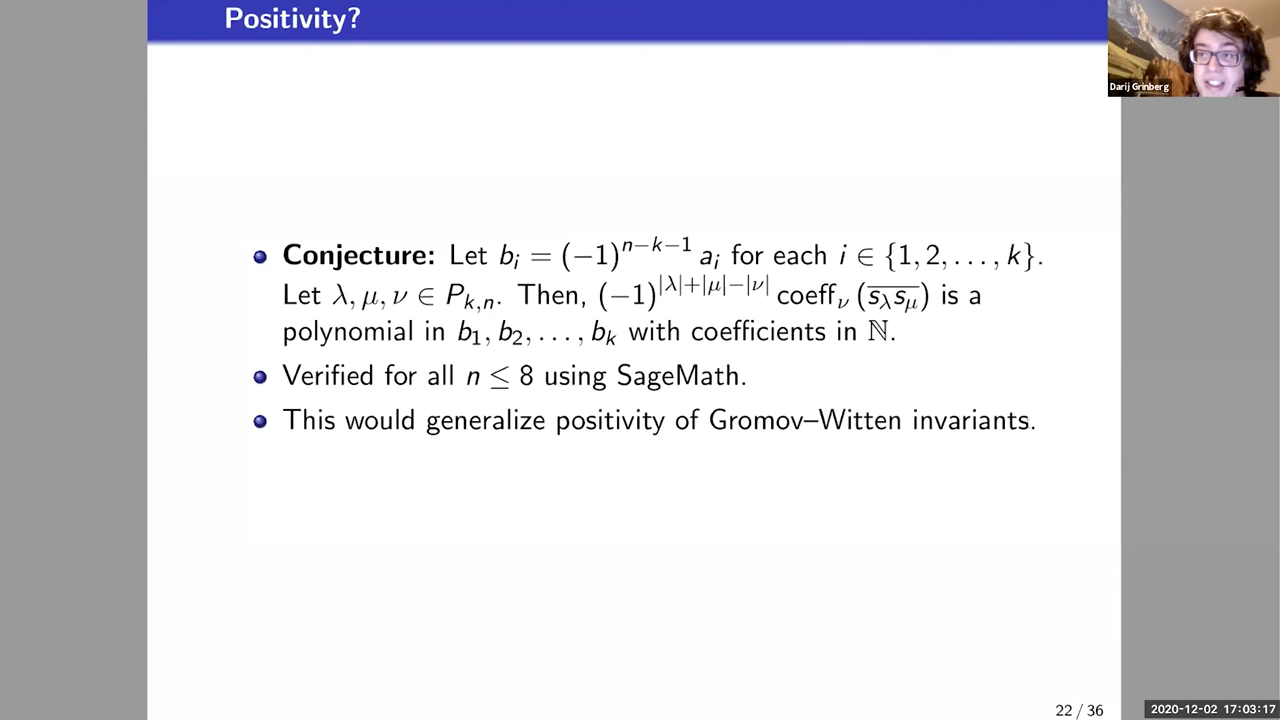 Positivity?
Darij Grinberg
Conjecture: Let b_i = (−1)^{n−k−1} a_i for each i ∈ {1, 2, . . . , k}.
Let λ, μ, ν ∈ P_{k,n}. Then, (−1)^{|λ|+|μ|−|ν|} coeff_ν (\overline{s_λ s_μ}) is a
polynomial in b_1, b_2, . . . , b_k with coefficients in ℕ.
Verified for all n ≤ 8 using SageMath.
This would generalize positivity of Gromov–Witten invariants.
22 / 36
2020-12-02 17:03:17